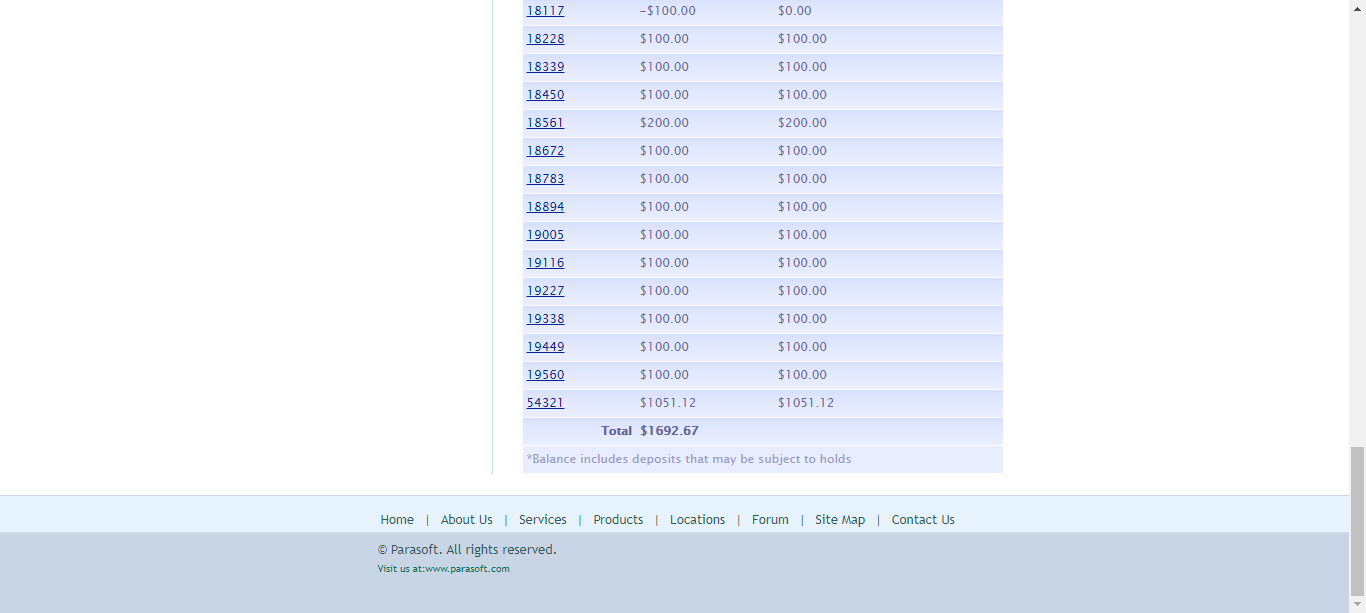 18117 -$100.00 $0.00
18228 $100.00 $100.00
18339 $100.00 $100.00
18450 $100.00 $100.00
18561 $200.00 $200.00
18672 $100.00 $100.00
18783 $100.00 $100.00
18894 $100.00 $100.00
19005 $100.00 $100.00
19116 $100.00 $100.00
19227 $100.00 $100.00
19338 $100.00 $100.00
19449 $100.00 $100.00
19560 $100.00 $100.00
54321 $1051.12 $1051.12
Total $1692.67
*Balance includes deposits that may be subject to holds
Home | About Us | Services | Products | Locations | Forum | Site Map | Contact Us
© Parasoft. All rights reserved.
Visit us at:www.parasoft.com